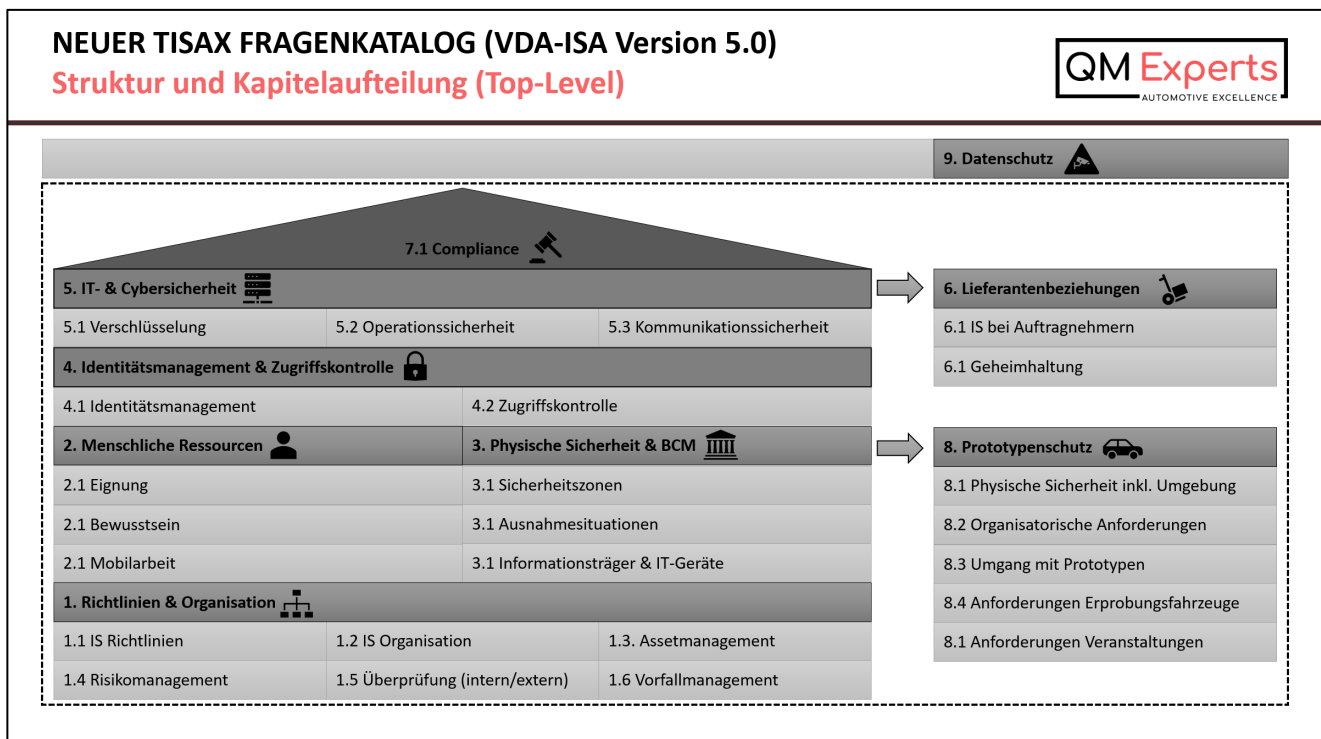 NEUER TISAX FRAGENKATALOG (VDA-ISA Version 5.0)
Struktur und Kapitelaufteilung (Top-Level)
QM Experts
AUTOMOTIVE EXCELLENCE
9. Datenschutz
7.1 Compliance
5. IT- & Cybersicherheit
5.1 Verschlüsselung
5.2 Operationssicherheit
5.3 Kommunikationssicherheit
4. Identitätsmanagement & Zugriffskontrolle
4.1 Identitätsmanagement
4.2 Zugriffskontrolle
2. Menschliche Ressourcen
2.1 Eignung
2.1 Bewusstsein
2.1 Mobilarbeit
3. Physische Sicherheit & BCM
3.1 Sicherheitszonen
3.1 Ausnahmesituationen
3.1 Informationsträger & IT-Geräte
1. Richtlinien & Organisation
1.1 IS Richtlinien
1.2 IS Organisation
1.3. Assetmanagement
1.4 Risikomanagement
1.5 Überprüfung (intern/extern)
1.6 Vorfallmanagement
6. Lieferantenbeziehungen
6.1 IS bei Auftragnehmern
6.1 Geheimhaltung
8. Prototypenschutz
8.1 Physische Sicherheit inkl. Umgebung
8.2 Organisatorische Anforderungen
8.3 Umgang mit Prototypen
8.4 Anforderungen Erprobungsfahrzeuge
8.1 Anforderungen Veranstaltungen